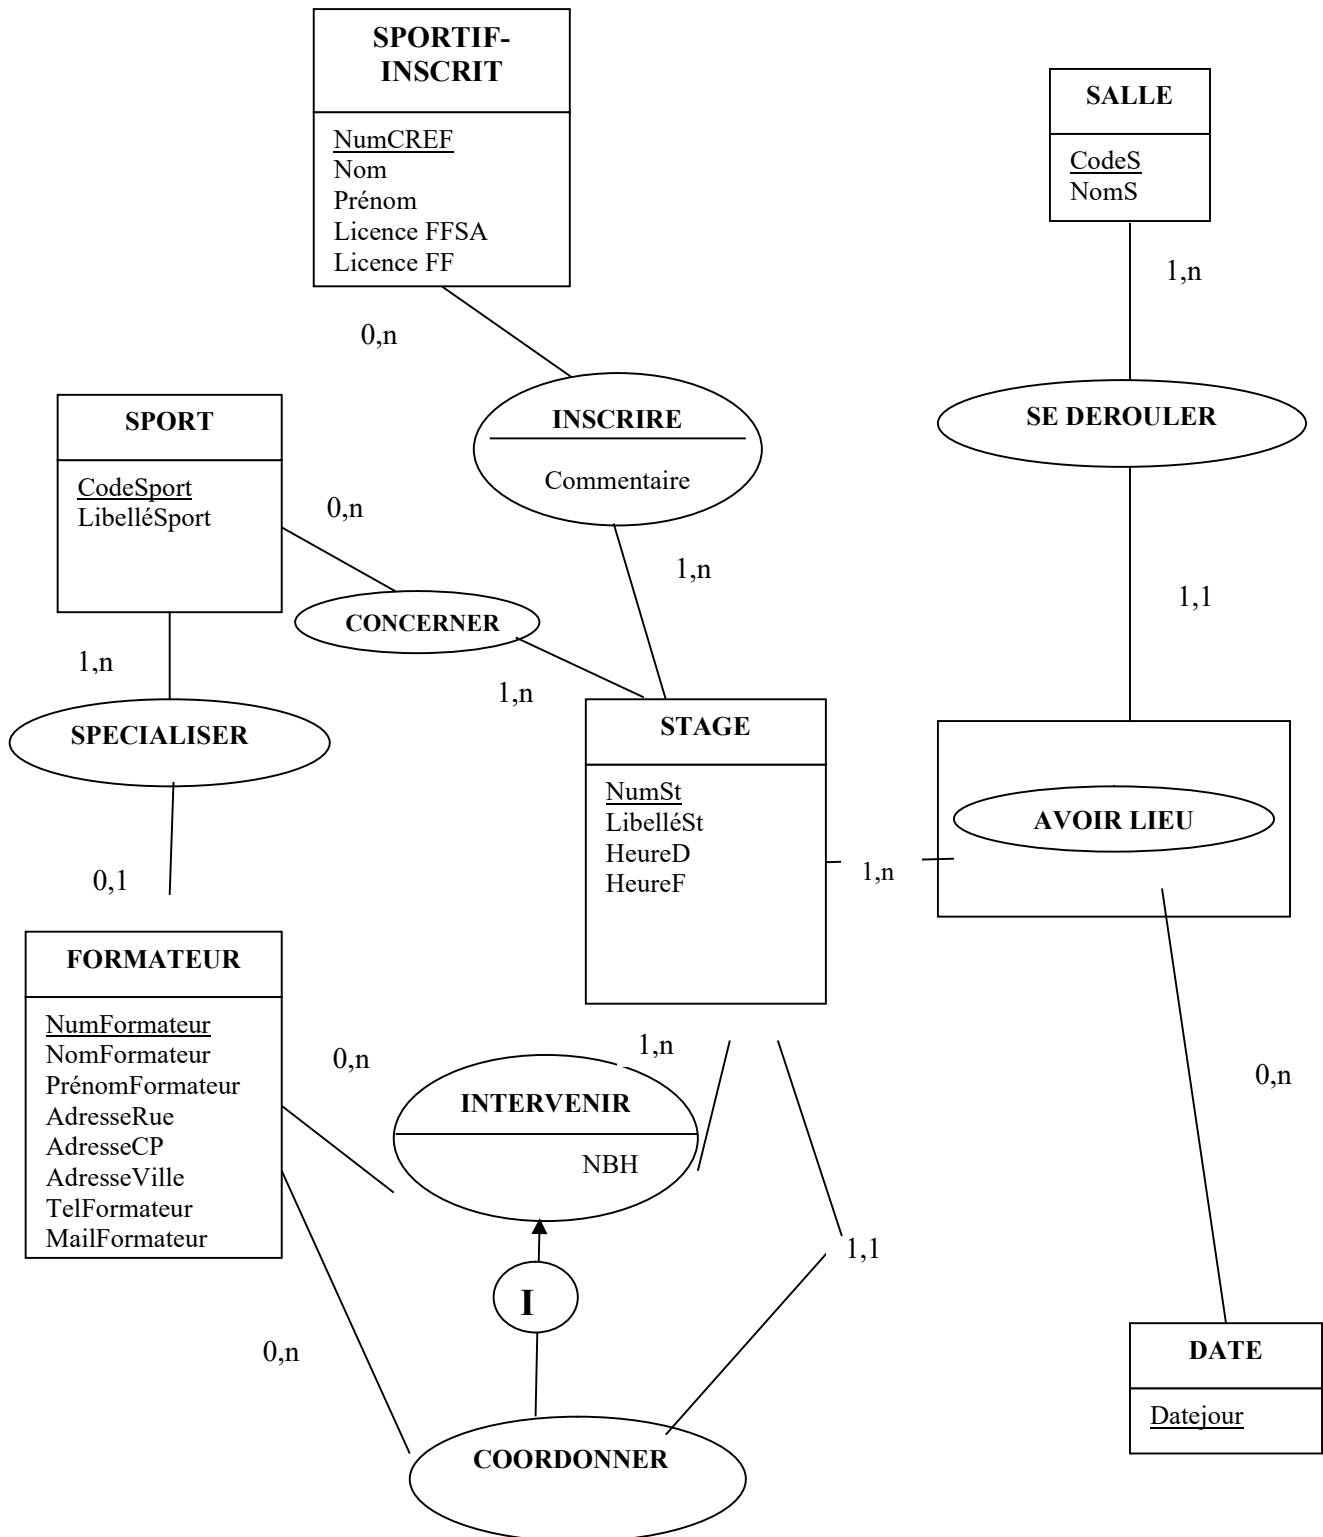 SPORTIF-
INSCRIT
NumCREF
Nom
Prénom
Licence FFSA
Licence FF
SALLE
CodeS
NomS
1,n
0,n
SPORT
CodeSport
LibelléSport
INSCRIRE
Commentaire
SE DEROULER
0,n
1,n
1,1
CONCERNER
1,n
1,n
SPECIALISER
STAGE
NumSt
LibelléSt
HeureD
HeureF
AVOIR LIEU
1,n
0,1
FORMATEUR
NumFormateur
NomFormateur
PrénomFormateur
AdresseRue
AdresseCP
AdresseVille
TelFormateur
MailFormateur
0,n
1,n
INTERVENIR
NBH
0,n
1,1
I
0,n
COORDONNER
DATE
Datejour